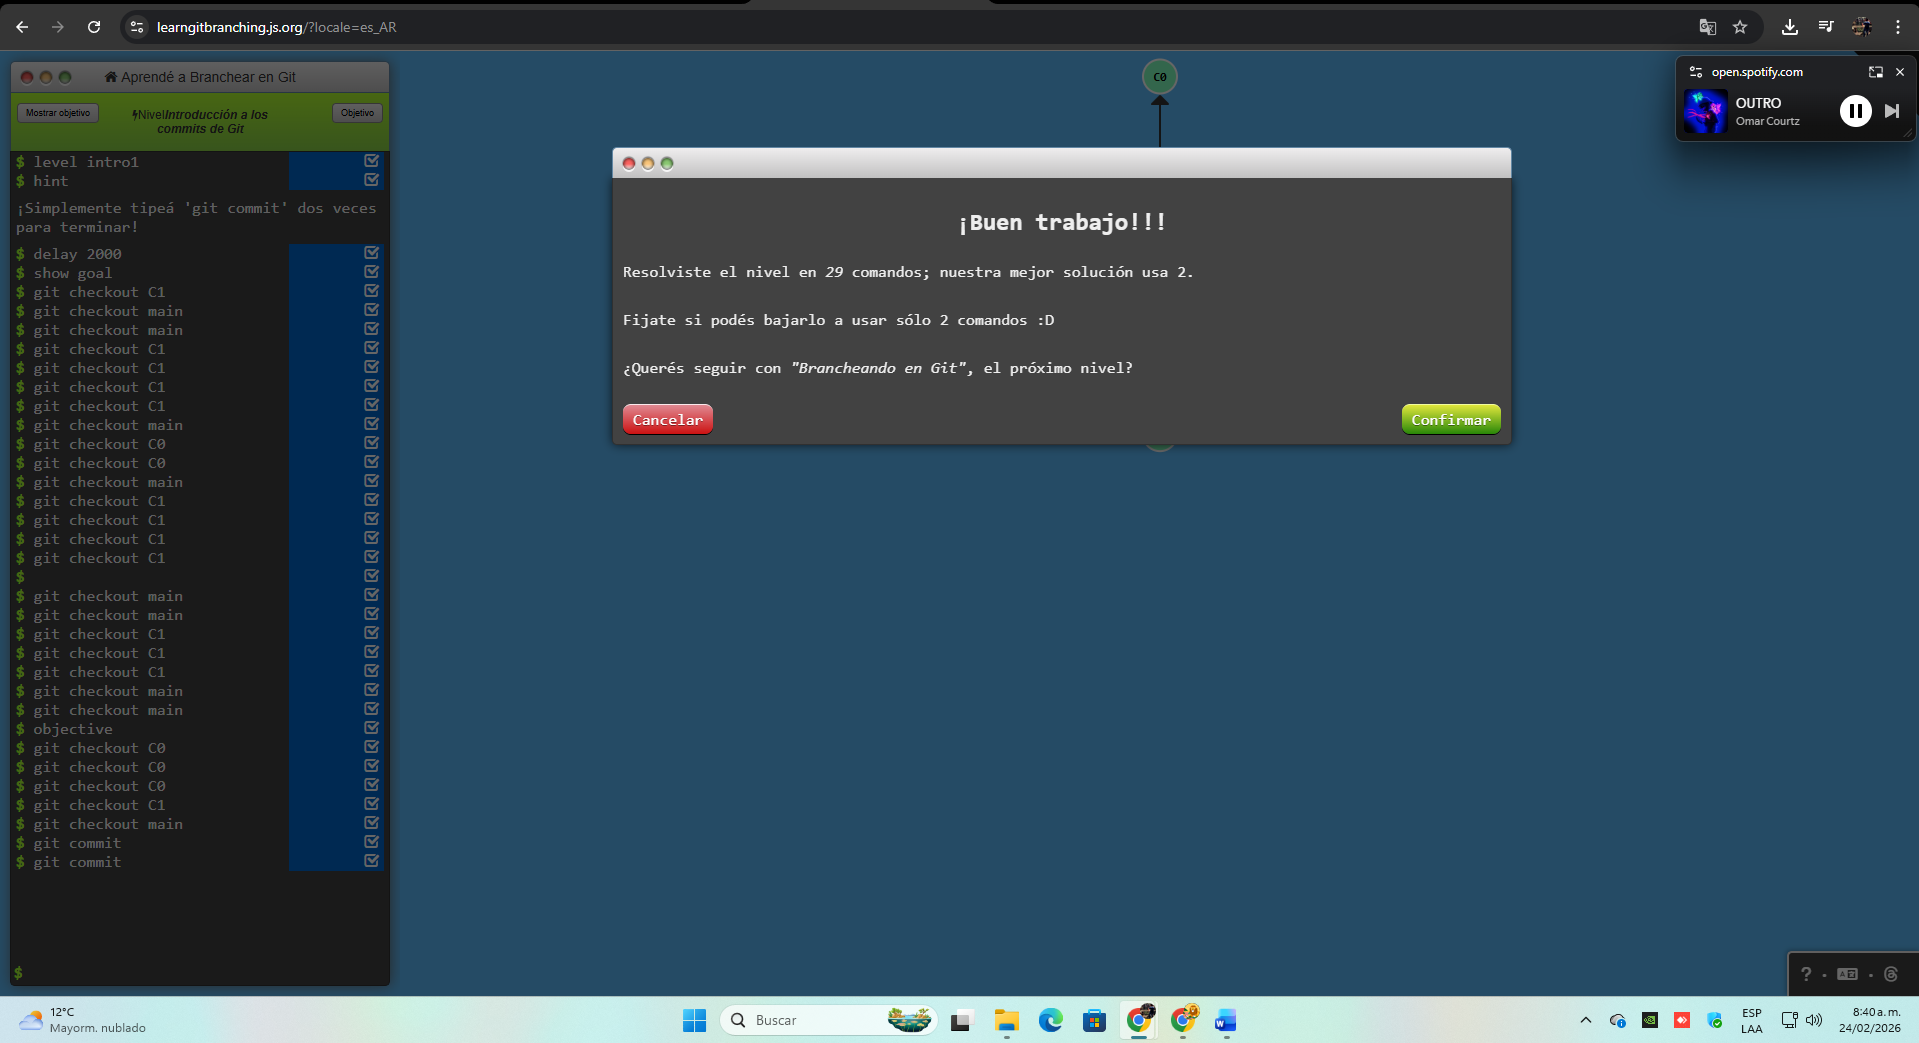 learngitbranching.js.org/?locale=es_AR
Aprendé a Branchear en Git
Mostrar objetivo
NivelIntroducción a los
commits de Git
Objetivo
$ level intro1
$ hint
¡Simplemente tipeá 'git commit' dos veces
para terminar!
$ delay 2000
$ show goal
$ git checkout C1
$ git checkout main
$ git checkout main
$ git checkout C1
$ git checkout C1
$ git checkout C1
$ git checkout C1
$ git checkout main
$ git checkout C0
$ git checkout C0
$ git checkout main
$ git checkout C1
$ git checkout C1
$ git checkout C1
$ git checkout C1
$
$ git checkout main
$ git checkout main
$ git checkout C1
$ git checkout C1
$ git checkout C1
$ git checkout main
$ git checkout main
$ objective
$ git checkout C0
$ git checkout C0
$ git checkout C0
$ git checkout C1
$ git checkout main
$ git commit
$ git commit
$
C0
¡Buen trabajo!!!
Resolviste el nivel en 29 comandos; nuestra mejor solución usa 2.
Fijate si podés bajarlo a usar sólo 2 comandos :D
¿Querés seguir con "Brancheando en Git", el próximo nivel?
Cancelar
Confirmar
open.spotify.com
OUTRO
Omar Courtz
?
12°C
Mayorm. nublado
Buscar
ESP
LAA
8:40 a. m.
24/02/2026